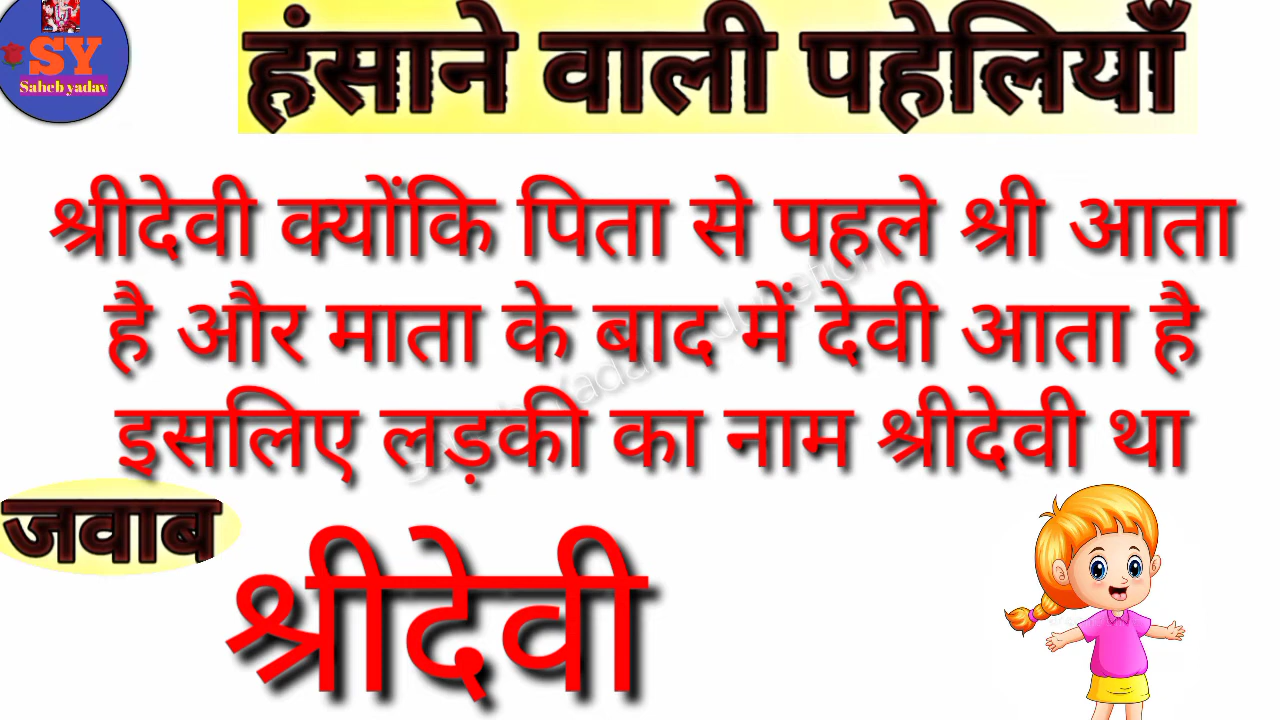 SY
Saheb yadav
हंसाने वाली पहेलियाँ
श्रीदेवी क्योंकि पिता से पहले श्री आता
है और माता के बाद में देवी आता है
इसलिए लड़की का नाम श्रीदेवी था
जवाब
श्रीदेवी